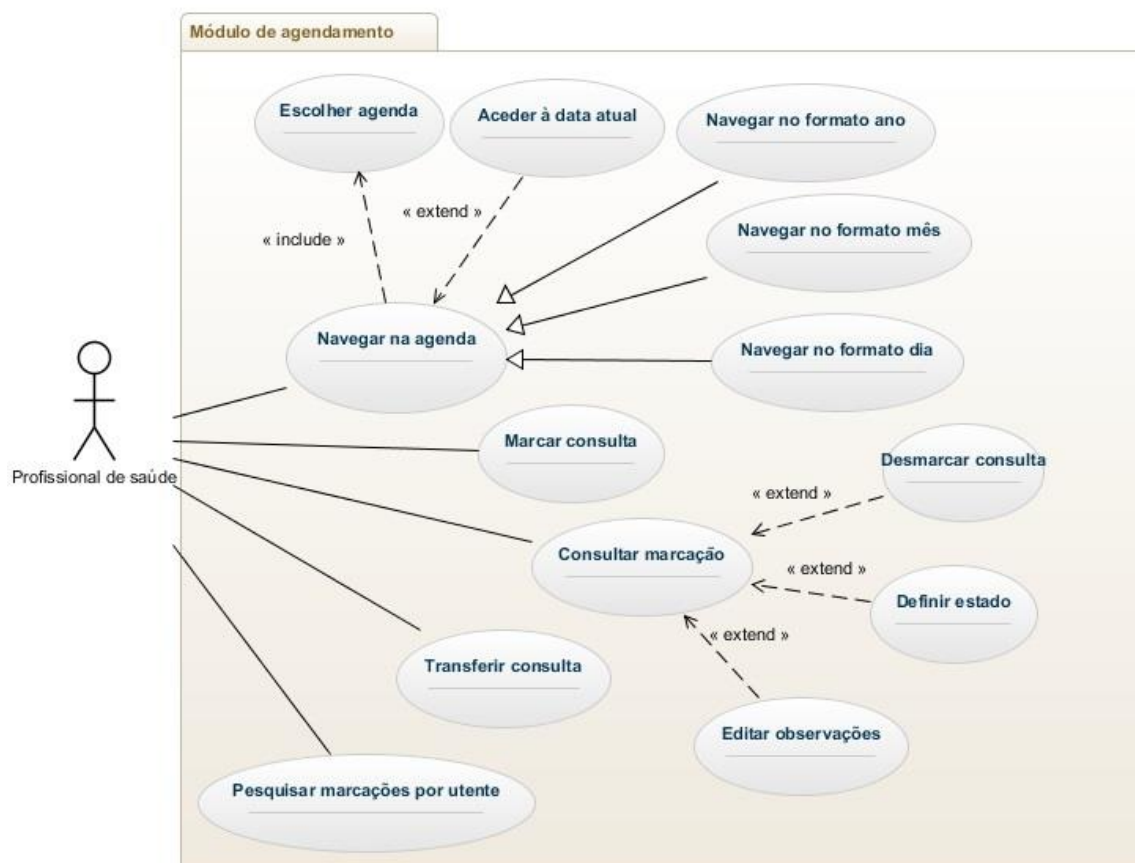 Módulo de agendamento
Escolher agenda
Aceder à data atual
Navegar no formato ano
« extend »
« include »
Navegar no formato mês
Navegar na agenda
Navegar no formato dia
Profissional de saúde
Marcar consulta
Desmarcar consulta
« extend »
Consultar marcação
« extend »
Definir estado
« extend »
Transferir consulta
Editar observações
Pesquisar marcações por utente